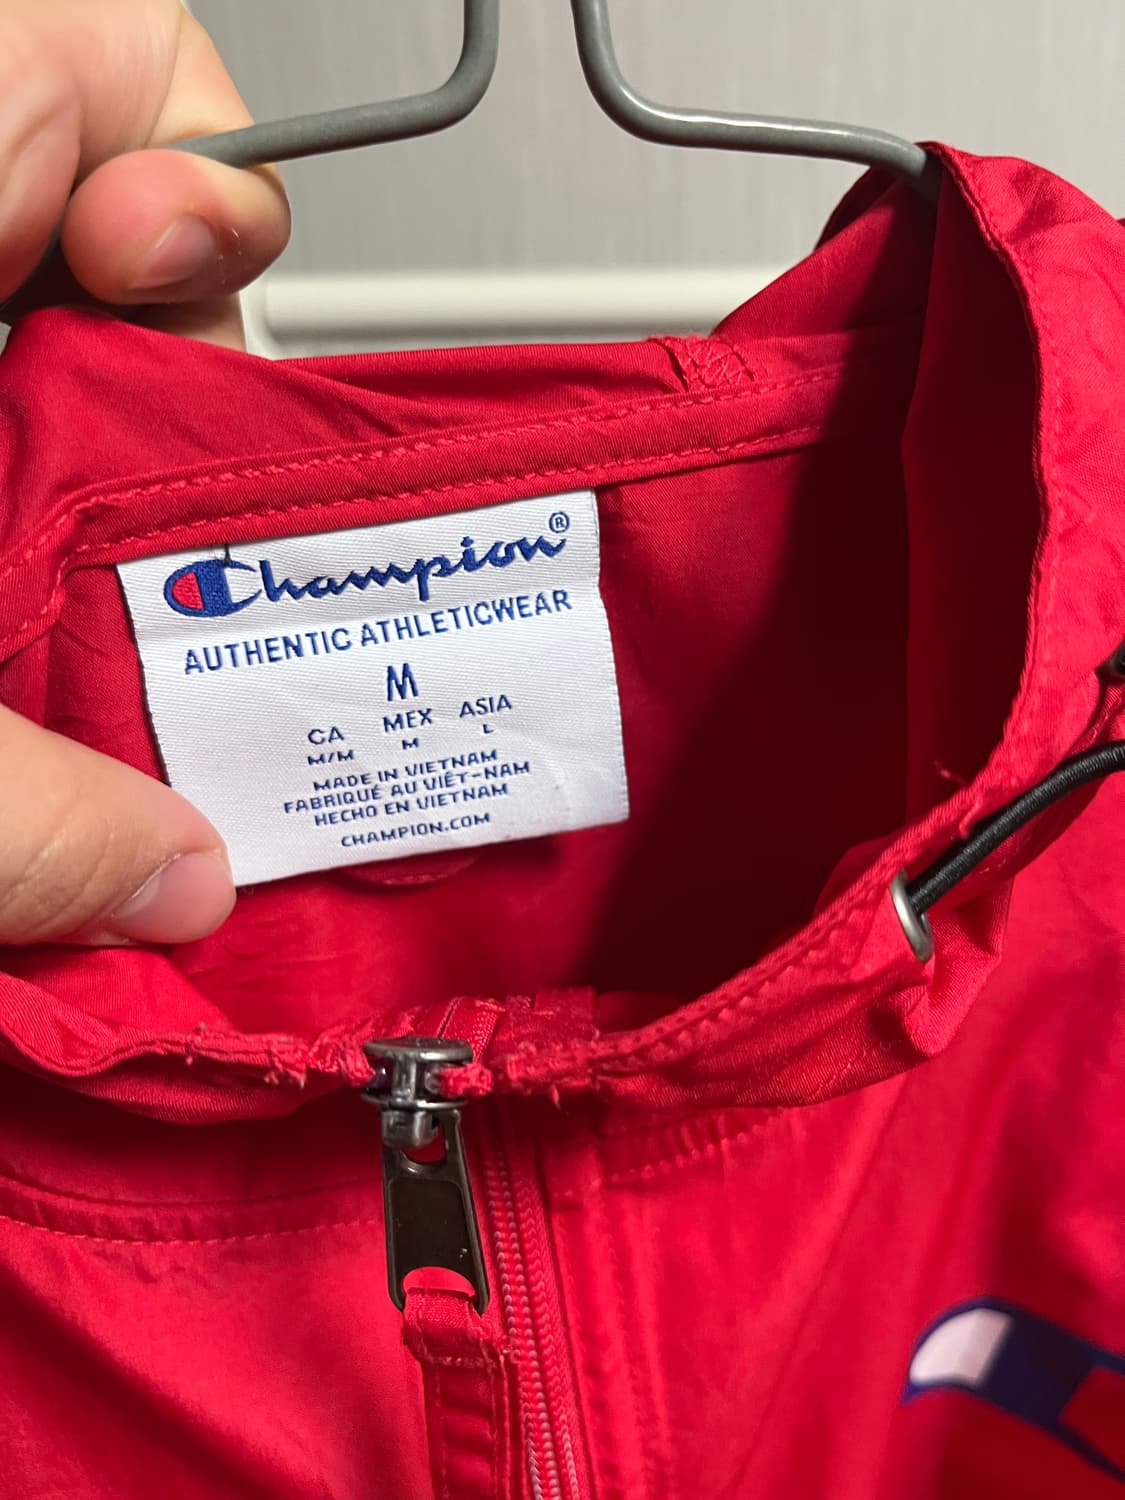 Champion®
AUTHENTIC ATHLETICWEAR
M
CA MEX ASIA
M/M M L
MADE IN VIETNAM
FABRIQUÉ AU VIÊT-NAM
HECHO EN VIETNAM
CHAMPION.COM